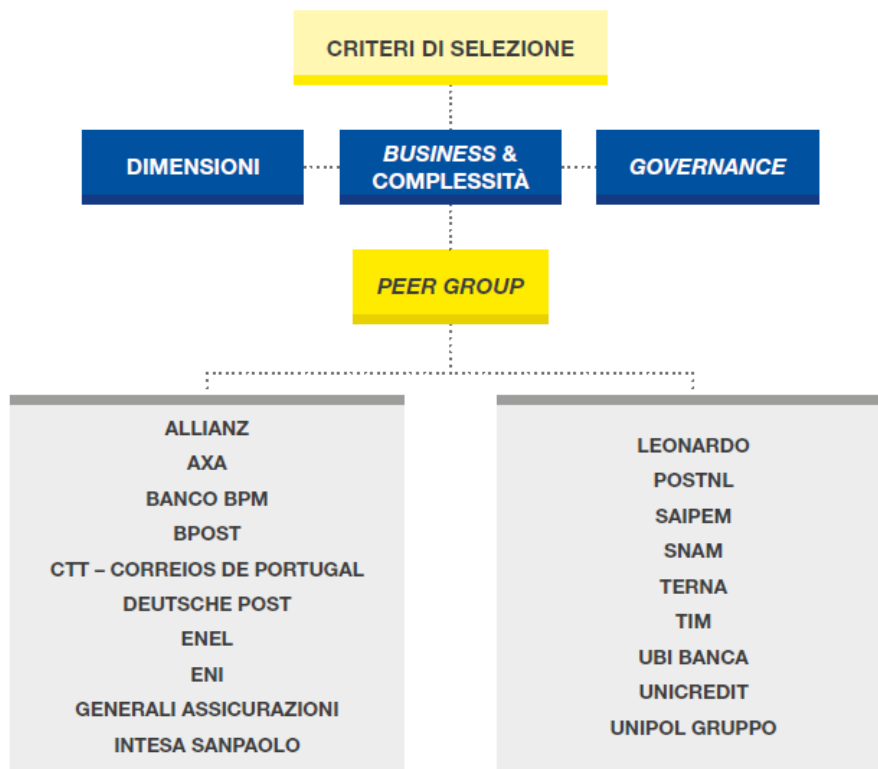 CRITERI DI SELEZIONE
DIMENSIONI
BUSINESS &
COMPLESSITÀ
GOVERNANCE
PEER GROUP
ALLIANZ
AXA
BANCO BPM
BPOST
CTT – CORREIOS DE PORTUGAL
DEUTSCHE POST
ENEL
ENI
GENERALI ASSICURAZIONI
INTESA SANPAOLO
LEONARDO
POSTNL
SAIPEM
SNAM
TERNA
TIM
UBI BANCA
UNICREDIT
UNIPOL GRUPPO